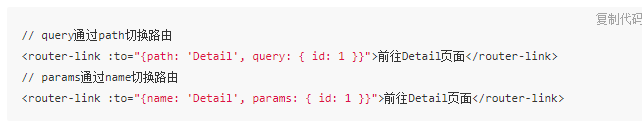 复制代码
// query通过path切换路由
<router-link :to="{path: 'Detail', query: { id: 1 }}">前往Detail页面</router-link>
// params通过name切换路由
<router-link :to="{name: 'Detail', params: { id: 1 }}">前往Detail页面</router-link>